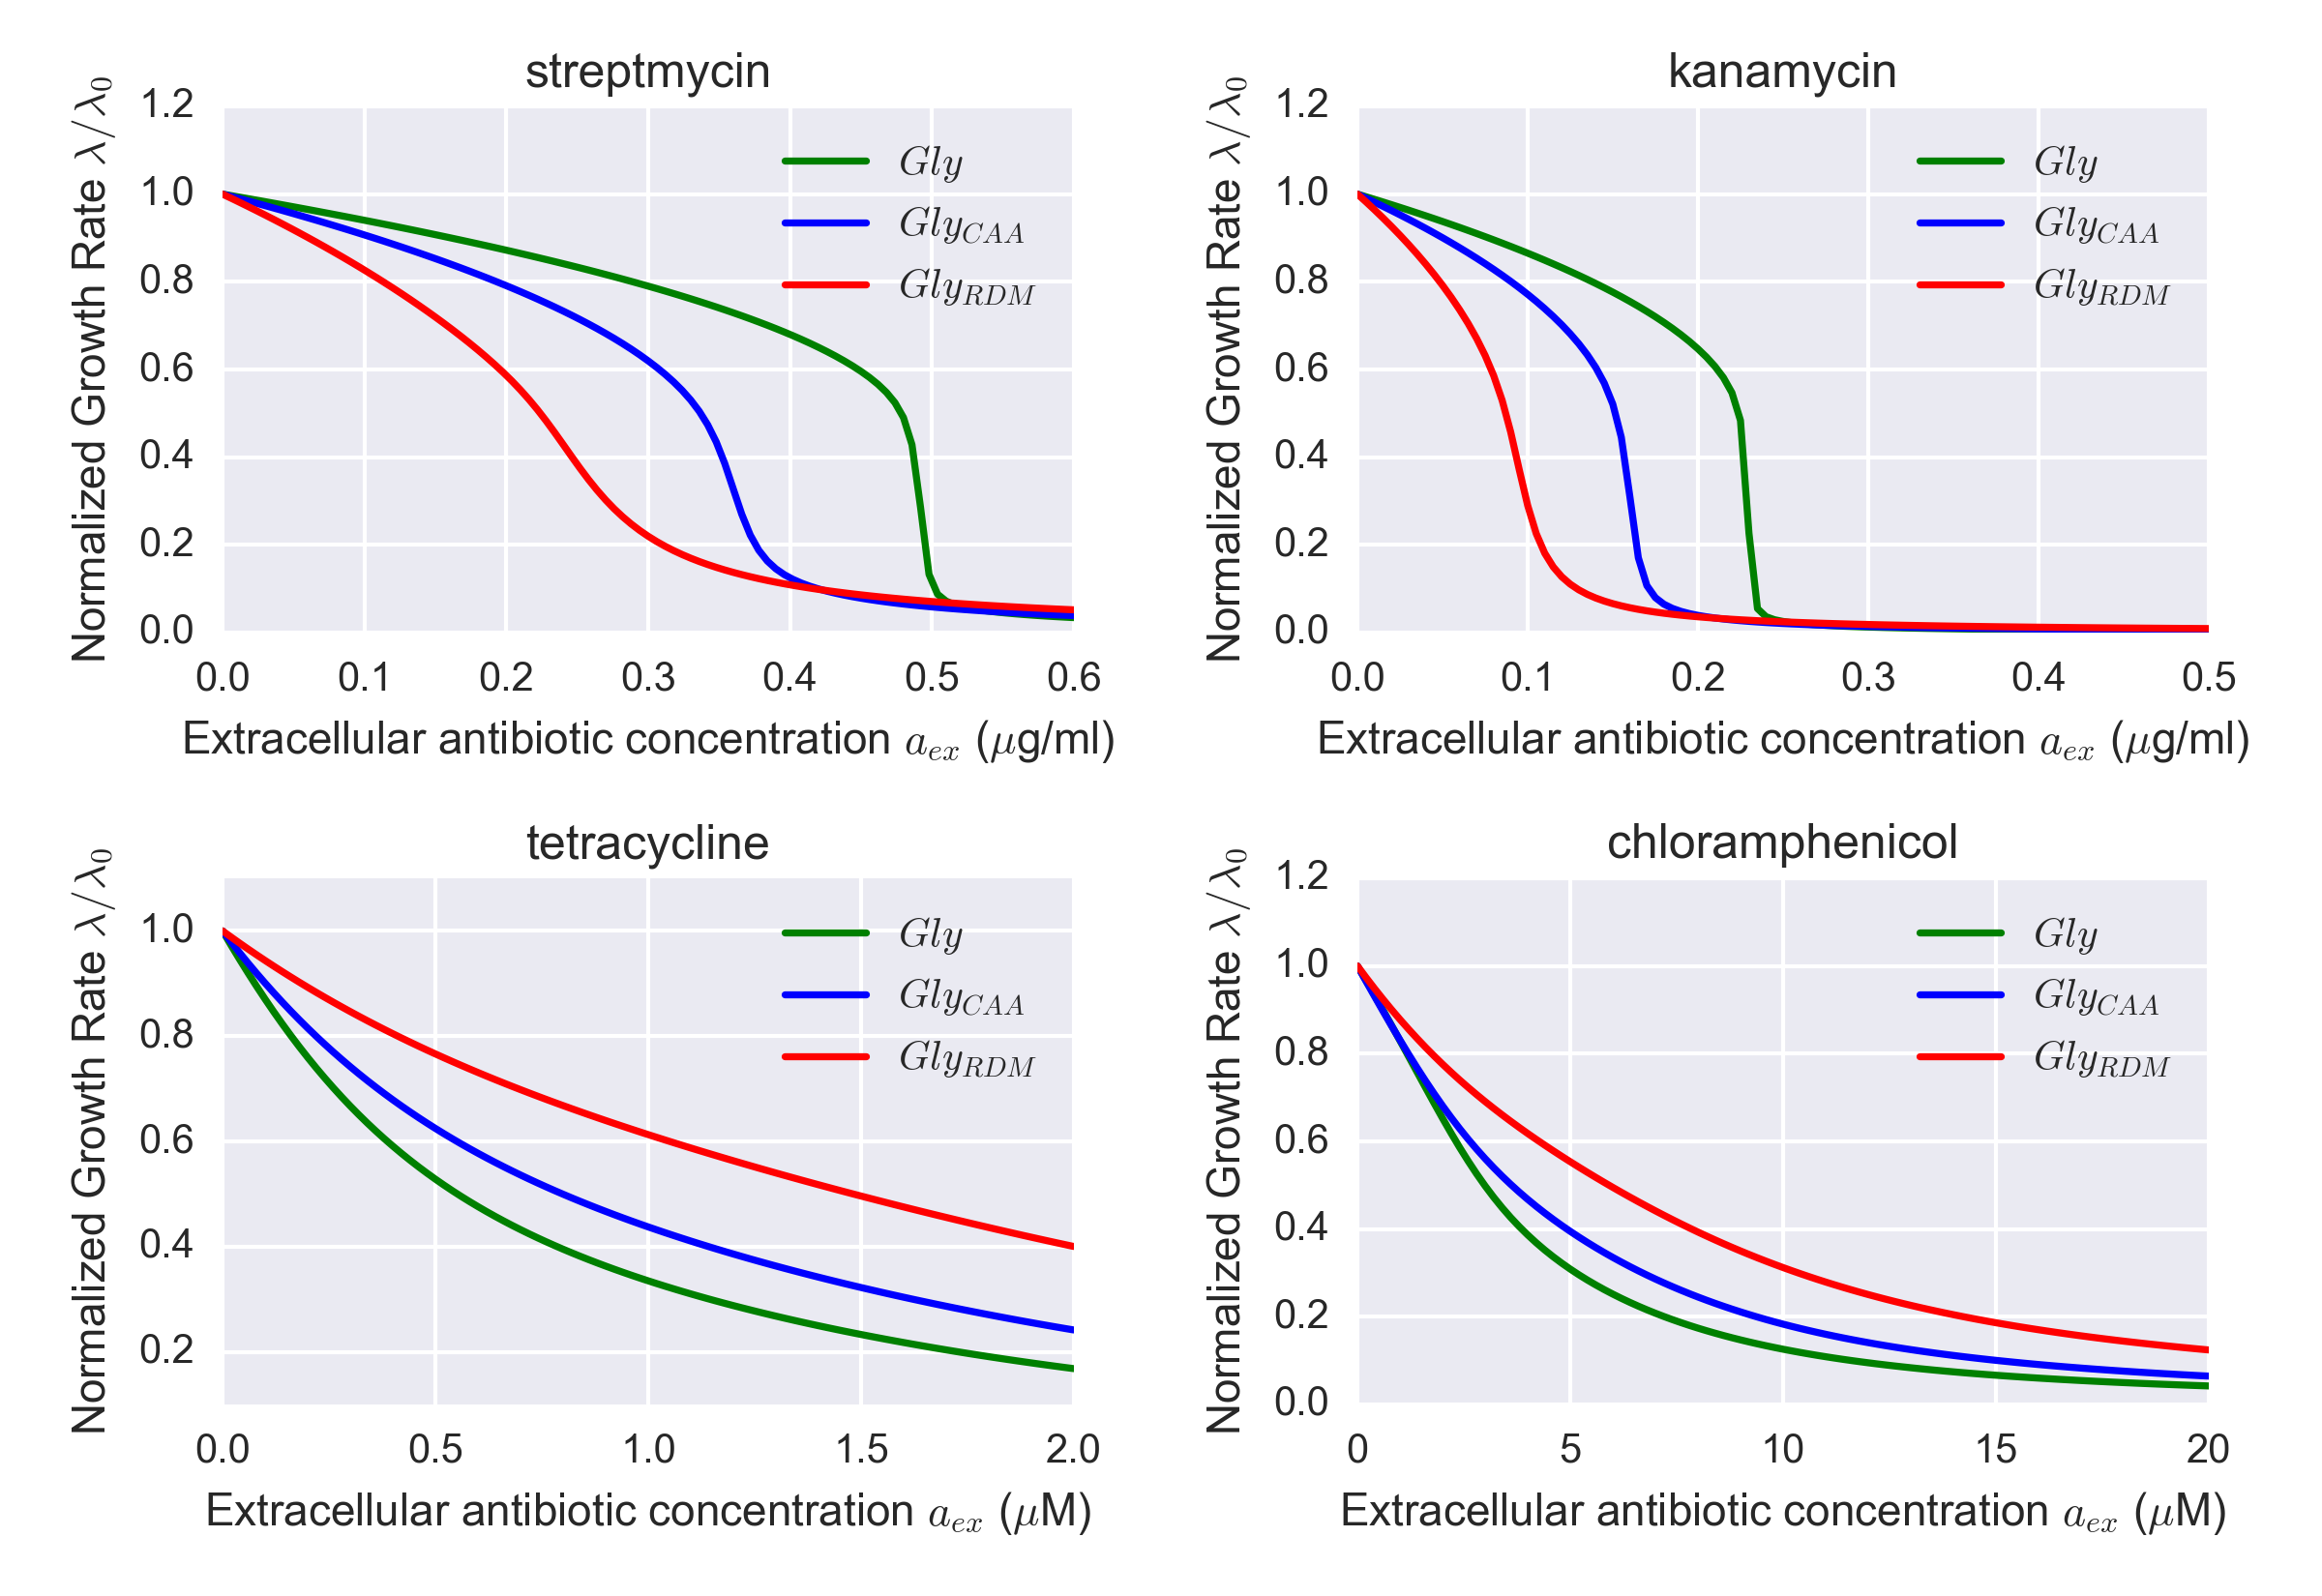 streptmycin
Normalized Growth Rate λ/λ₀
1.2
1.0
0.8
0.6
0.4
0.2
0.0
Gly
Gly_CAA
Gly_RDM
0.0 0.1 0.2 0.3 0.4 0.5 0.6
Extracellular antibiotic concentration a_ex (μg/ml)
kanamycin
Normalized Growth Rate λ/λ₀
1.2
1.0
0.8
0.6
0.4
0.2
0.0
Gly
Gly_CAA
Gly_RDM
0.0 0.1 0.2 0.3 0.4 0.5
Extracellular antibiotic concentration a_ex (μg/ml)
tetracycline
Normalized Growth Rate λ/λ₀
1.0
0.8
0.6
0.4
0.2
Gly
Gly_CAA
Gly_RDM
0.0 0.5 1.0 1.5 2.0
Extracellular antibiotic concentration a_ex (μM)
chloramphenicol
Normalized Growth Rate λ/λ₀
1.2
1.0
0.8
0.6
0.4
0.2
0.0
Gly
Gly_CAA
Gly_RDM
0 5 10 15 20
Extracellular antibiotic concentration a_ex (μM)